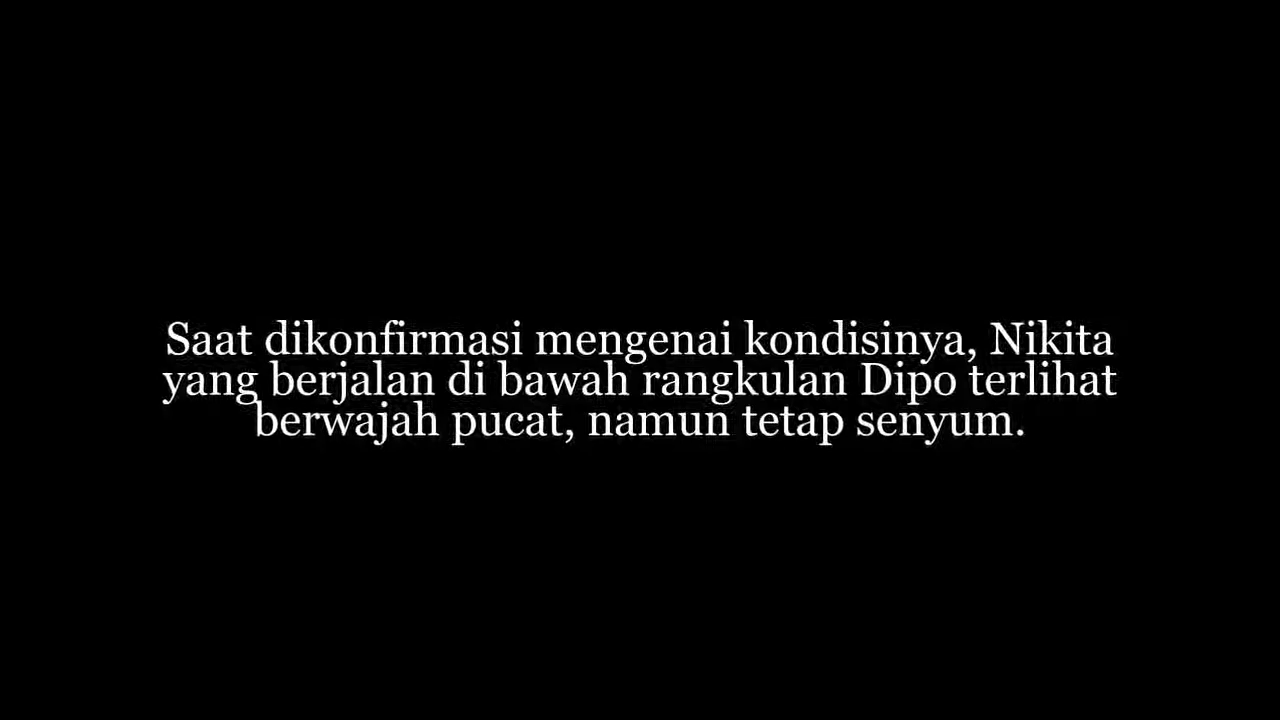 Saat dikonfirmasi mengenai kondisinya, Nikita
yang berjalan di bawah rangkulan Dipo terlihat
berwajah pucat, namun tetap senyum.